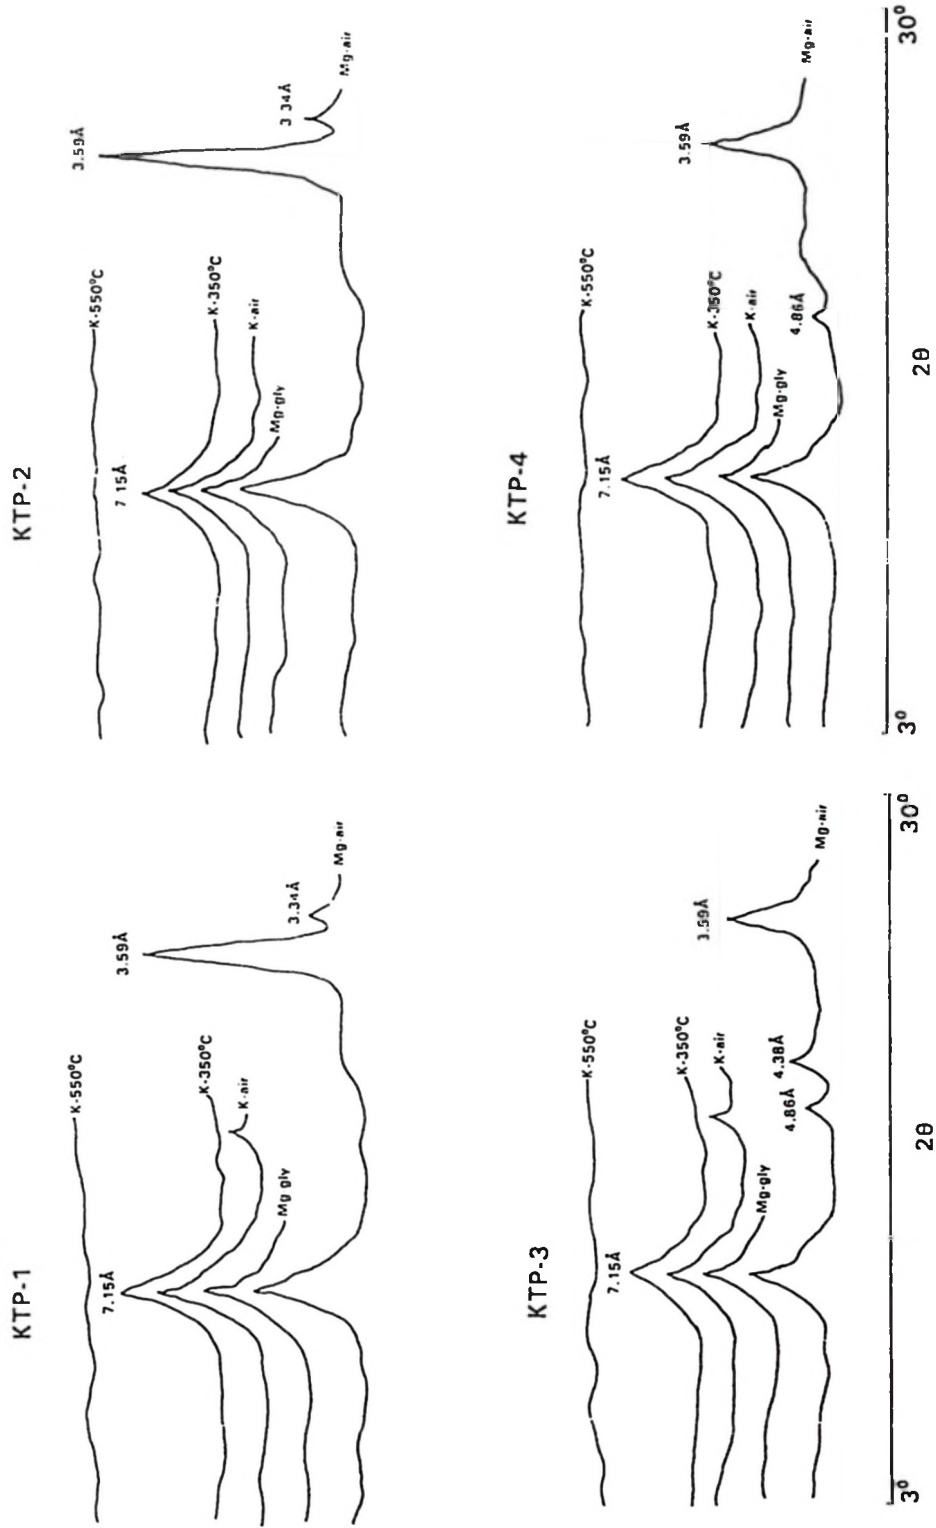 KTP-1
K-550°C
7.15Å
K-350°C
K-air
Mg gly
3.59Å
3.34Å
Mg-air
KTP-2
K-550°C
7 15Å
K-350°C
K-air
Mg-gly
3.59Å
3 34Å
Mg-air
KTP-3
K-550°C
7.15Å
K-350°C
K-air
Mg-gly
4.86Å
4.38Å
3.59Å
Mg-air
3°
2θ
30°
KTP-4
K-550°C
7.15Å
K-350°C
K-air
Mg-gly
4.86Å
3.59Å
Mg-air
3°
2θ
30°